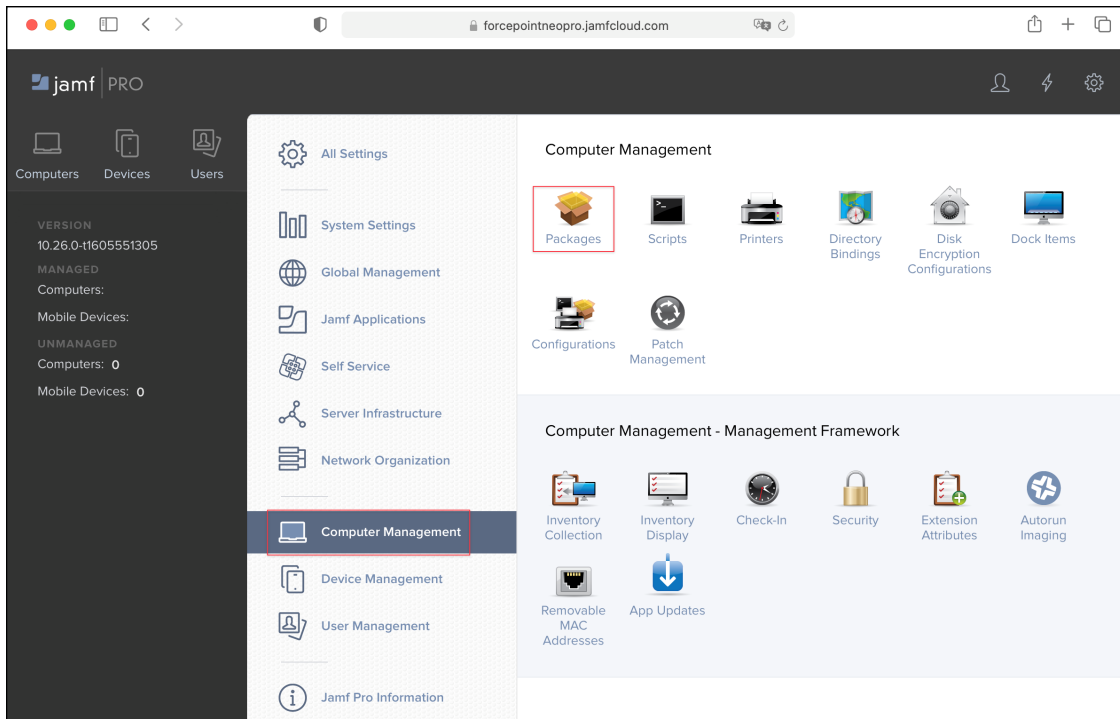 forcepointneopro.jamfcloud.com
jamf PRO
Computers
Devices
Users
VERSION
10.26.0-t1605551305
MANAGED
Computers:
Mobile Devices:
UNMANAGED
Computers: 0
Mobile Devices: 0
All Settings
System Settings
Global Management
Jamf Applications
Self Service
Server Infrastructure
Network Organization
Computer Management
Device Management
User Management
Jamf Pro Information
Computer Management
Packages
Scripts
Printers
Directory
Bindings
Disk
Encryption
Configurations
Dock Items
Configurations
Patch
Management
Computer Management - Management Framework
Inventory
Collection
Inventory
Display
Check-In
Security
Extension
Attributes
Autorun
Imaging
Removable
MAC
Addresses
App Updates